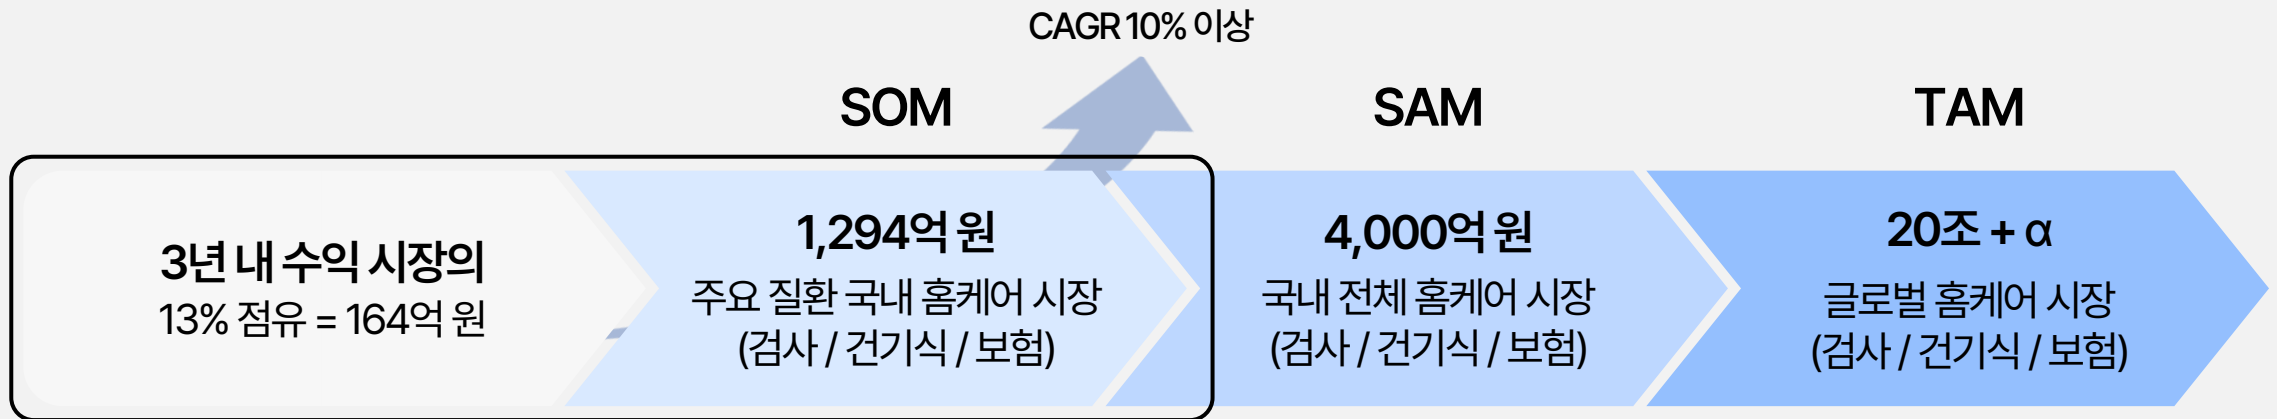 CAGR 10% 이상
SOM
SAM
TAM
3년 내 수익 시장의
13% 점유 = 164억 원
1,294억 원
주요 질환 국내 홈케어 시장
(검사 / 건기식 / 보험)
4,000억 원
국내 전체 홈케어 시장
(검사 / 건기식 / 보험)
20조 + α
글로벌 홈케어 시장
(검사 / 건기식 / 보험)